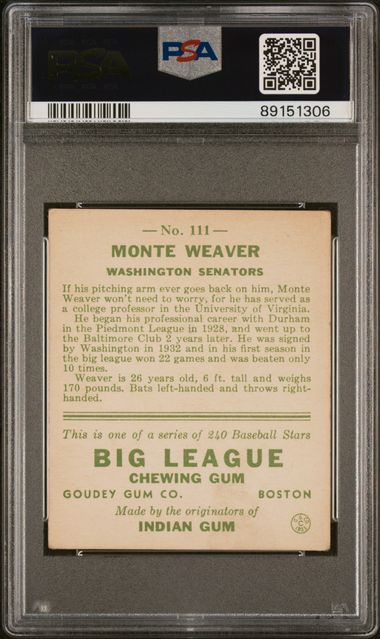 PSA
PSA
89151306
— No. 111 —
MONTE WEAVER
WASHINGTON SENATORS
If his pitching arm ever goes back on him, Monte
Weaver won't need to worry, for he has served as
a college professor in the University of Virginia.
He began his professional career with Durham
in the Piedmont League in 1928, and went up to
the Baltimore Club 2 years later. He was signed
by Washington in 1932 and in his first season in
the big league won 22 games and was beaten only
10 times.
Weaver is 26 years old, 6 ft. tall and weighs
170 pounds. Bats left-handed and throws right-
handed.
This is one of a series of 240 Baseball Stars
BIG LEAGUE
CHEWING GUM
GOUDEY GUM CO. BOSTON
Made by the originators of
INDIAN GUM